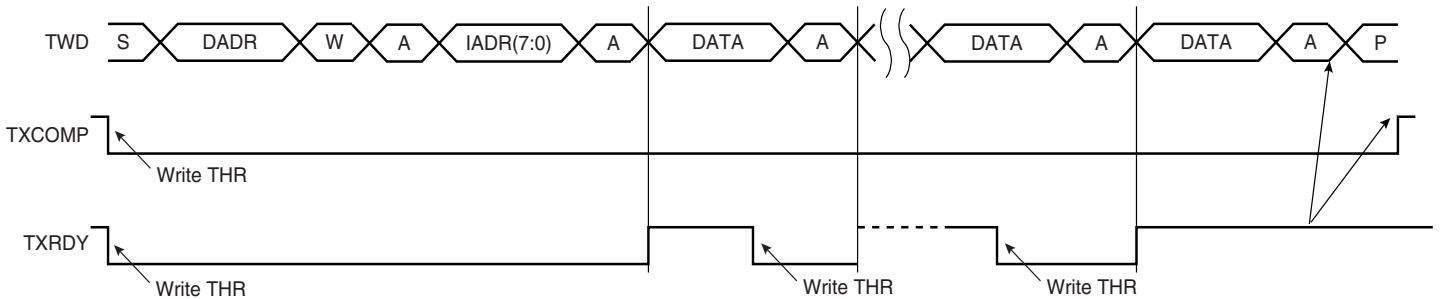 TWD S DADR W A IADR(7:0) A DATA A DATA A DATA A P
TXCOMP
Write THR
TXRDY
Write THR Write THR Write THR